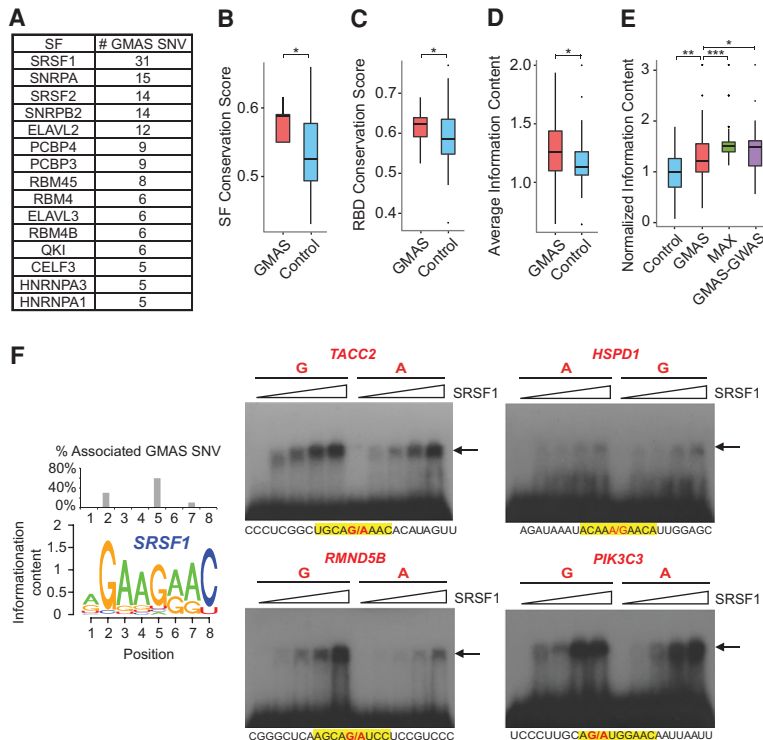 A
SF # GMAS SNV
SRSF1 31
SNRPA 15
SRSF2 14
SNRPB2 14
ELAVL2 12
PCBP4 9
PCBP3 9
RBM45 8
RBM4 6
ELAVL3 6
RBM4B 6
QKI 6
CELF3 5
HNRNPA3 5
HNRNPA1 5
B
SF Conservation Score
0.6
0.5
*
GMAS
Control
C
RBD Conservation Score
0.7
0.6
0.5
0.4
*
GMAS
Control
D
Average Information Content
2.0
1.2
1.0
*
GMAS
Control
E
Normalized Information Content
3
2
1
0
**
***
*
Control
GMAS
MAX
GMAS-GWAS
F
% Associated GMAS SNV
80%
40%
0%
1 2 3 4 5 6 7 8
Informationation
content
2
1.5
1
0.5
0
SRSF1
AGAAGAAC
1 2 3 4 5 6 7 8
Position
TACC2
G A
SRSF1
CCCUCGGCUGCAG/AAACACAUAGUU
HSPD1
A G
SRSF1
AGAUAAAUACAAA/GAACAUUGGAGC
RMND5B
G A
SRSF1
CGGGCUCAAGCAG/AUCCUCCGUCCC
PIK3C3
G A
SRSF1
UCCCUUGCAG/AUGGAACAAUUAAUU